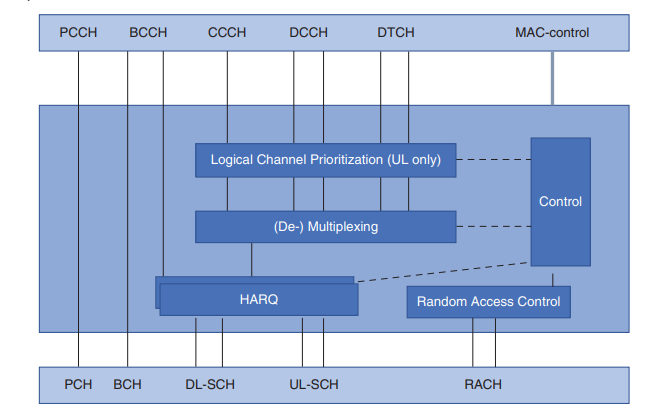 PCCH BCCH CCCH DCCH DTCH MAC-control
Logical Channel Prioritization (UL only)
Control
(De-) Multiplexing
HARQ
Random Access Control
PCH BCH DL-SCH UL-SCH RACH